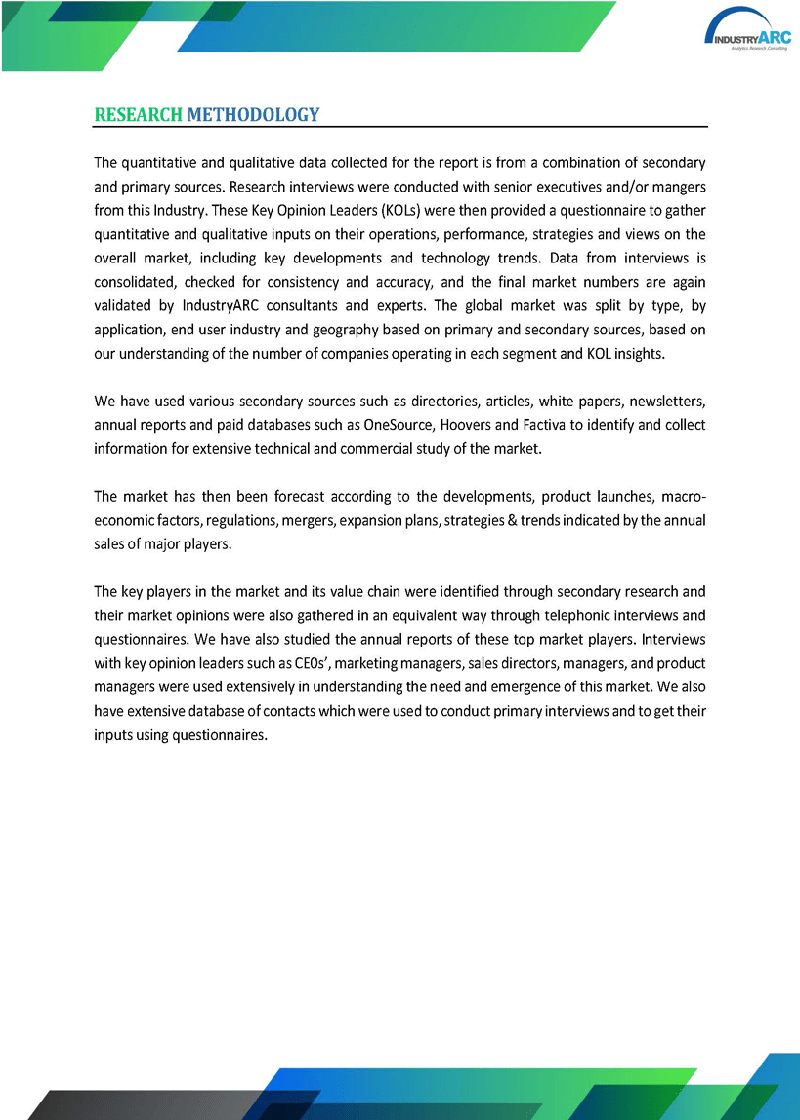 INDUSTRYARC
Analytics. Research. Consulting
RESEARCH METHODOLOGY
The quantitative and qualitative data collected for the report is from a combination of secondary
and primary sources. Research interviews were conducted with senior executives and/or mangers
from this Industry. These Key Opinion Leaders (KOLs) were then provided a questionnaire to gather
quantitative and qualitative inputs on their operations, performance, strategies and views on the
overall market, including key developments and technology trends. Data from interviews is
consolidated, checked for consistency and accuracy, and the final market numbers are again
validated by IndustryARC consultants and experts. The global market was split by type, by
application, end user industry and geography based on primary and secondary sources, based on
our understanding of the number of companies operating in each segment and KOL insights.
We have used various secondary sources such as directories, articles, white papers, newsletters,
annual reports and paid databases such as OneSource, Hoovers and Factiva to identify and collect
information for extensive technical and commercial study of the market.
The market has then been forecast according to the developments, product launches, macro-
economic factors, regulations, mergers, expansion plans, strategies & trends indicated by the annual
sales of major players.
The key players in the market and its value chain were identified through secondary research and
their market opinions were also gathered in an equivalent way through telephonic interviews and
questionnaires. We have also studied the annual reports of these top market players. Interviews
with key opinion leaders such as CE0s’, marketing managers, sales directors, managers, and product
managers were used extensively in understanding the need and emergence of this market. We also
have extensive database of contacts which were used to conduct primary interviews and to get their
inputs using questionnaires.